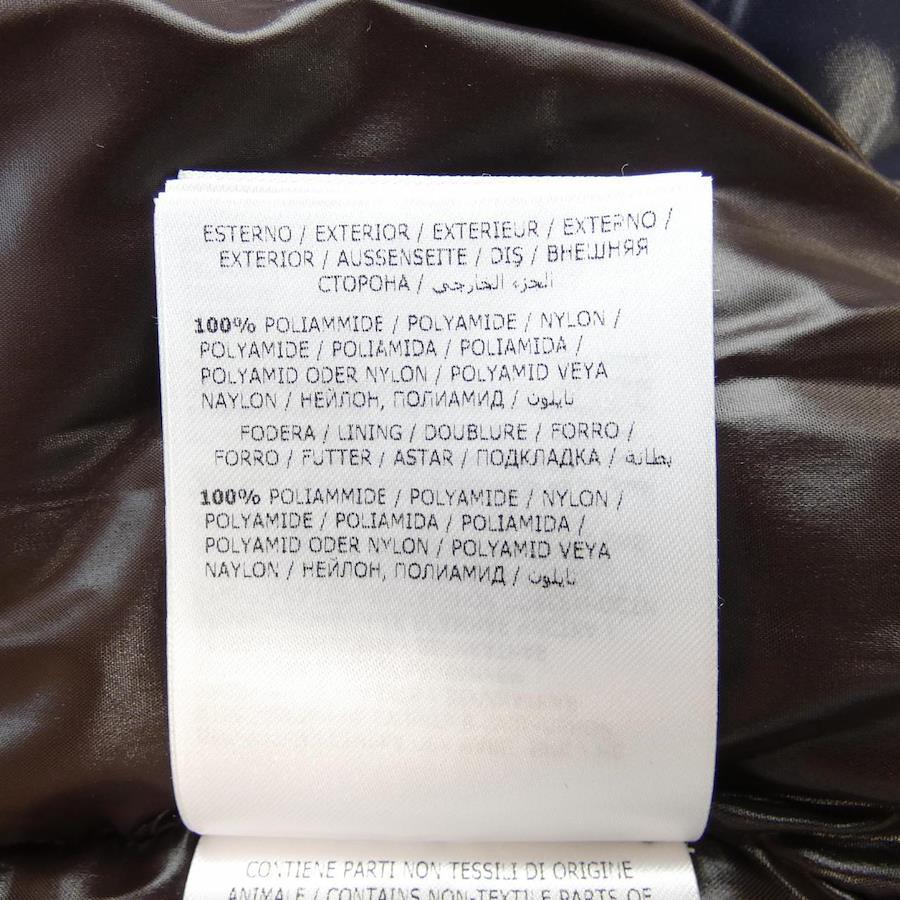 ESTERNO / EXTERIOR / EXTERIEUR / EXTERNO /
EXTERIOR / AUSSENSEITE / DIŞ / ВНЕШНЯЯ
СТОРОНА / الجزء الخارجي
100% POLIAMMIDE / POLYAMIDE / NYLON /
POLYAMIDE / POLIAMIDA / POLIAMIDA /
POLYAMID ODER NYLON / POLYAMID VEYA
NAYLON / НЕЙЛОН, ПОЛИАМИД / نايلون
FODERA / LINING / DOUBLURE / FORRO /
FORRO / FUTTER / ASTAR / ПОДКЛАДКА / بطانة
100% POLIAMMIDE / POLYAMIDE / NYLON /
POLYAMIDE / POLIAMIDA / POLIAMIDA /
POLYAMID ODER NYLON / POLYAMID VEYA
NAYLON / НЕЙЛОН, ПОЛИАМИД / نايلون
CONTIENE PARTI NON TESSILI DI ORIGINE
ANIMALE / CONTAINS NON-TEXTILE PARTS OF